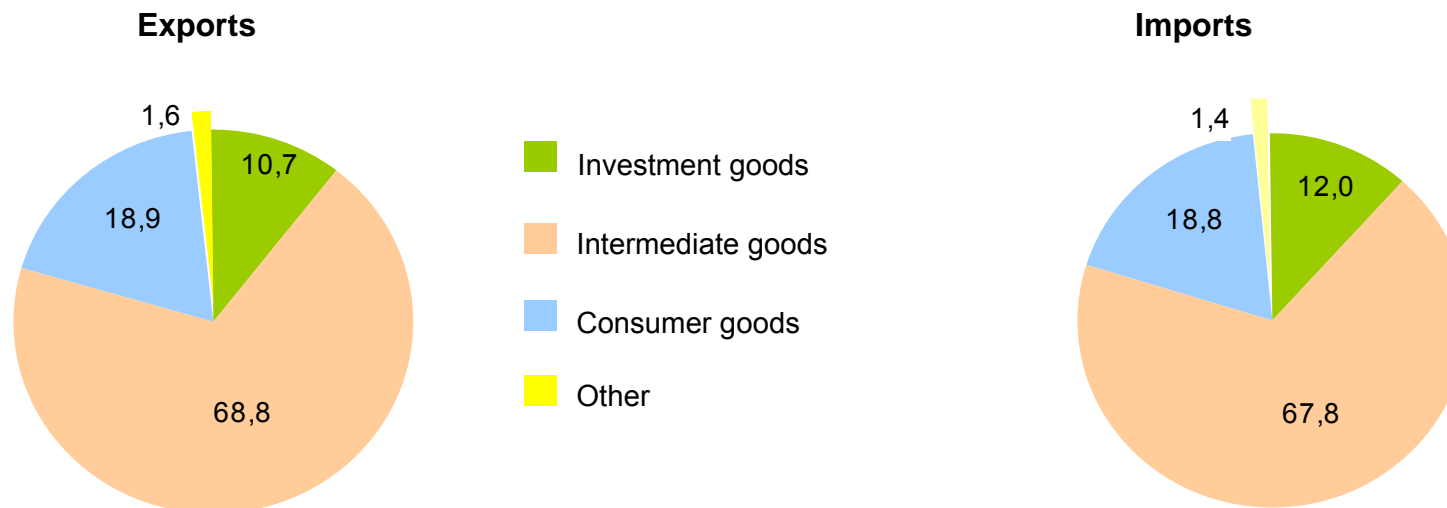 Exports
1,6
10,7
18,9
68,8
Investment goods
Intermediate goods
Consumer goods
Other
Imports
1,4
12,0
18,8
67,8